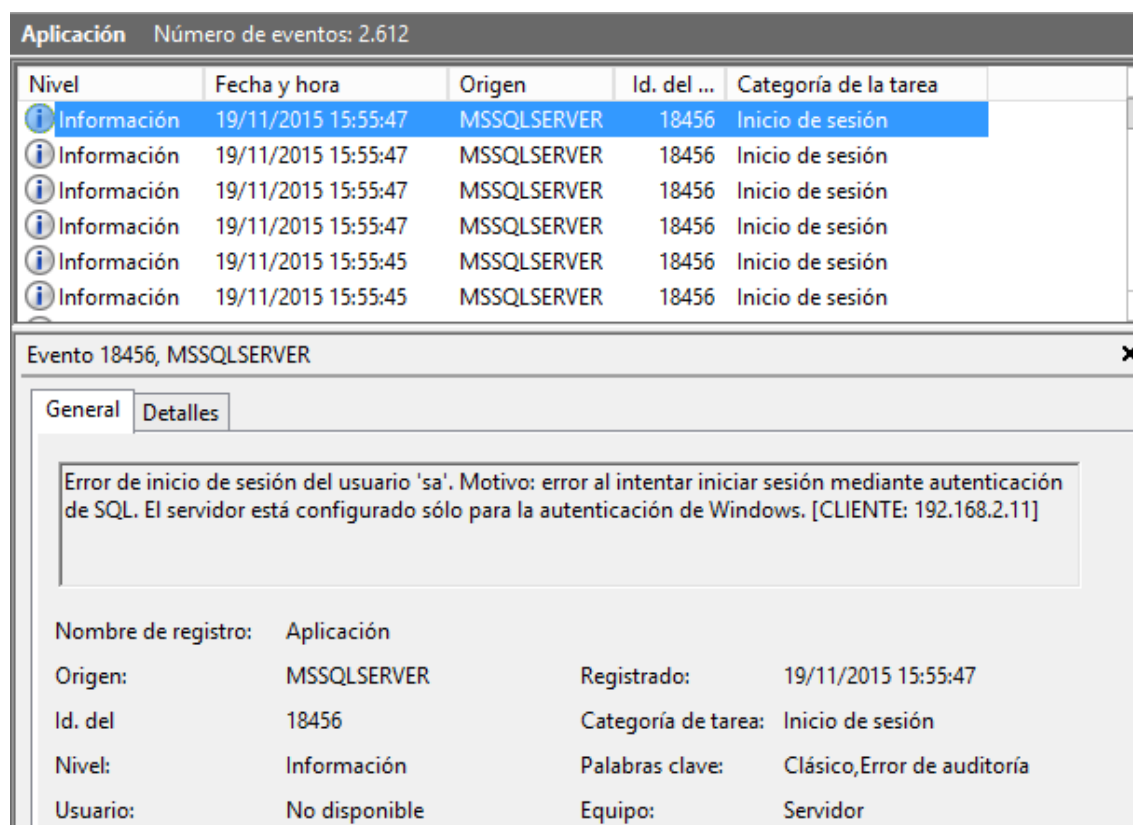 Aplicación Número de eventos: 2.612
Nivel Fecha y hora Origen Id. del ... Categoría de la tarea
Información 19/11/2015 15:55:47 MSSQLSERVER 18456 Inicio de sesión
Información 19/11/2015 15:55:47 MSSQLSERVER 18456 Inicio de sesión
Información 19/11/2015 15:55:47 MSSQLSERVER 18456 Inicio de sesión
Información 19/11/2015 15:55:47 MSSQLSERVER 18456 Inicio de sesión
Información 19/11/2015 15:55:45 MSSQLSERVER 18456 Inicio de sesión
Información 19/11/2015 15:55:45 MSSQLSERVER 18456 Inicio de sesión
Evento 18456, MSSQLSERVER
General Detalles
Error de inicio de sesión del usuario 'sa'. Motivo: error al intentar iniciar sesión mediante autenticación
de SQL. El servidor está configurado sólo para la autenticación de Windows. [CLIENTE: 192.168.2.11]
Nombre de registro: Aplicación
Origen: MSSQLSERVER Registrado: 19/11/2015 15:55:47
Id. del 18456 Categoría de tarea: Inicio de sesión
Nivel: Información Palabras clave: Clásico,Error de auditoría
Usuario: No disponible Equipo: Servidor